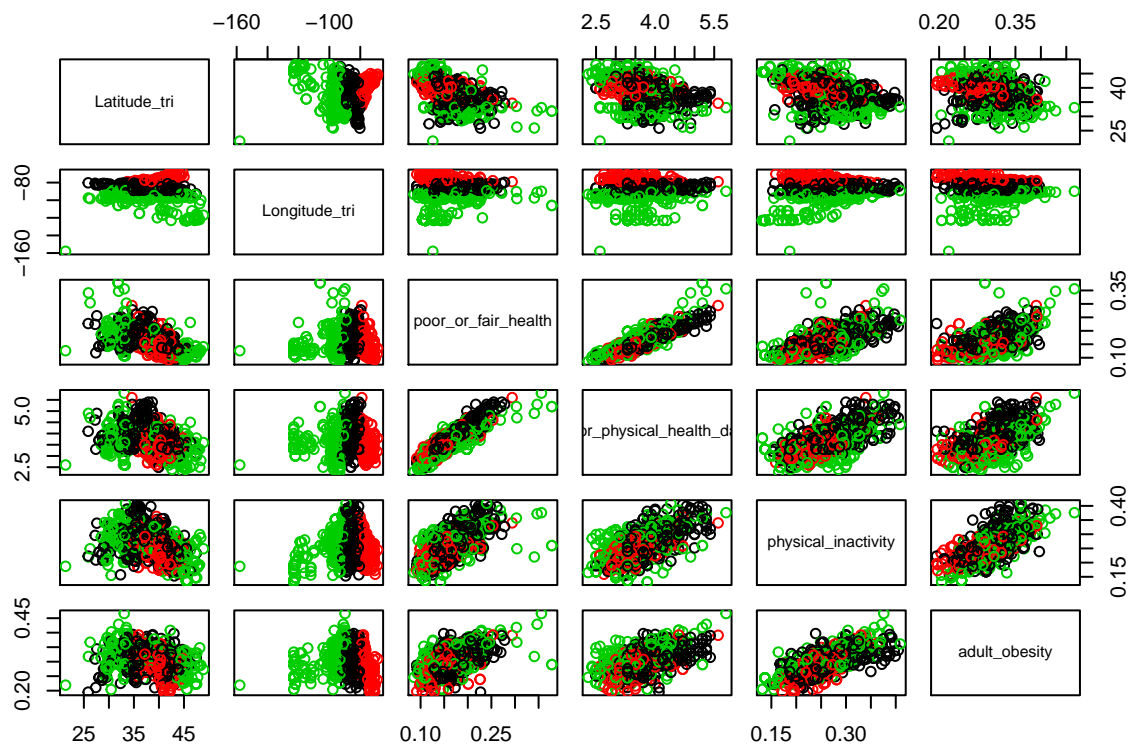 −160 −100 2.5 4.0 5.5 0.20 0.35
Latitude_tri
25 40
−160 −80
Longitude_tri
poor_or_fair_health
0.10 0.35
2.5 5.0
or_physical_health_da
physical_inactivity
0.15 0.40
0.20 0.45
adult_obesity
25 35 45 0.10 0.25 0.15 0.30